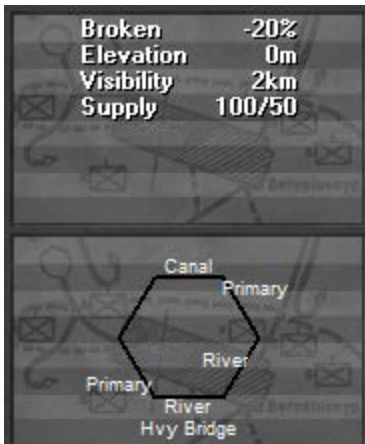 Broken -20%
Elevation 0m
Visibility 2km
Supply 100/50
Canal
Primary
River
Primary
River
Hvy Bridge